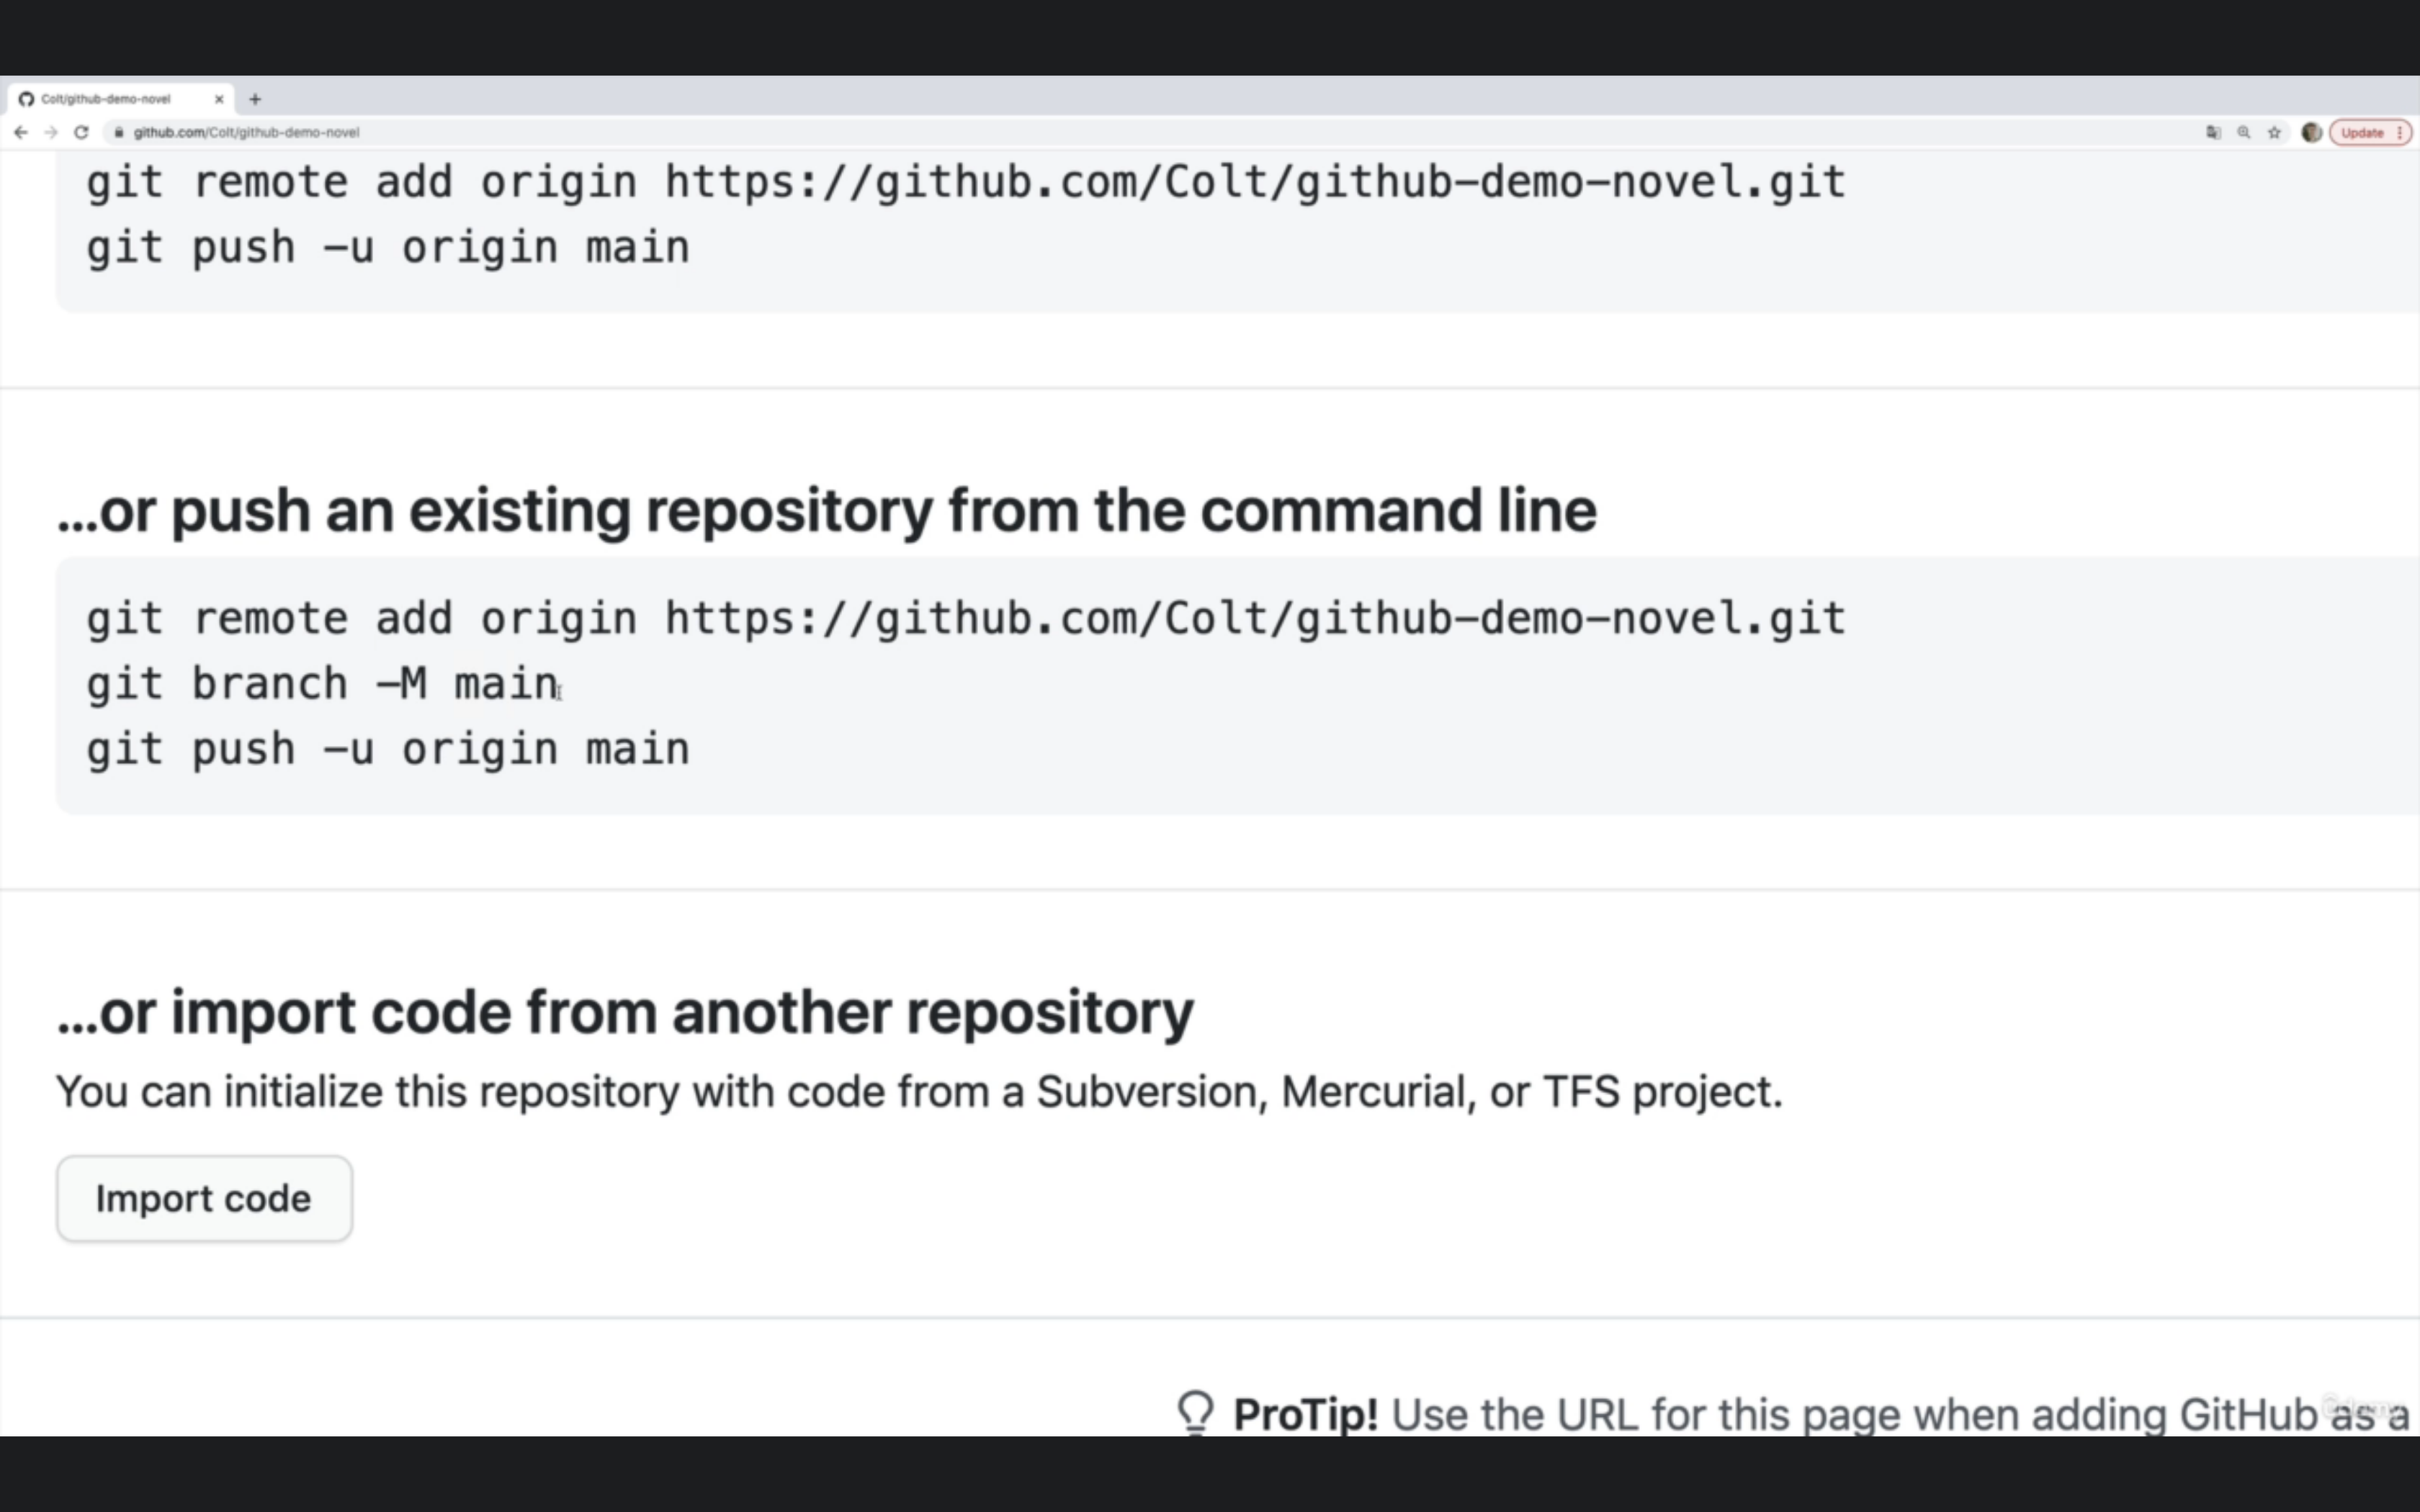 Colt/github-demo-novel
github.com/Colt/github-demo-novel
Update
git remote add origin https://github.com/Colt/github-demo-novel.git
git push -u origin main
...or push an existing repository from the command line
git remote add origin https://github.com/Colt/github-demo-novel.git
git branch -M main
git push -u origin main
...or import code from another repository
You can initialize this repository with code from a Subversion, Mercurial, or TFS project.
Import code
ProTip! Use the URL for this page when adding GitHub as a